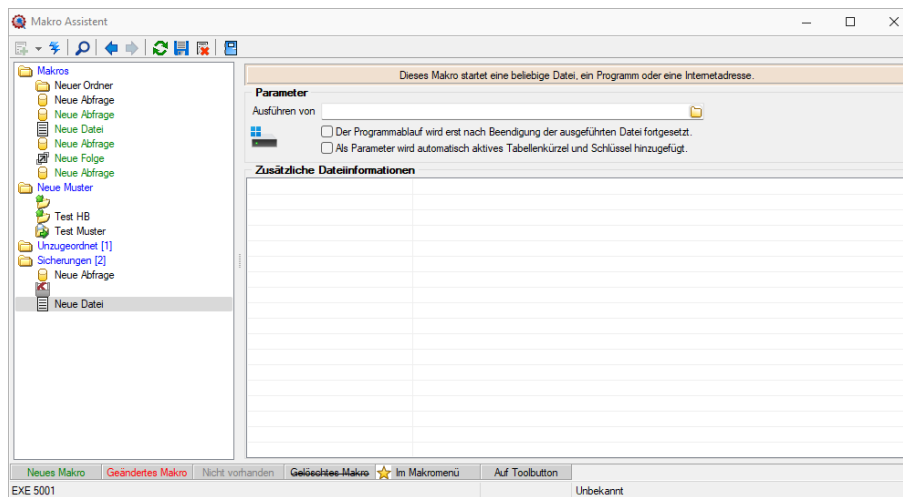 Makro Assistent
Dieses Makro startet eine beliebige Datei, ein Programm oder eine Internetadresse.
Makros
Neuer Ordner
Neue Abfrage
Neue Abfrage
Neue Datei
Neue Abfrage
Neue Folge
Neue Abfrage
Neue Muster
Test HB
Test Muster
Unzugeordnet [1]
Sicherungen [2]
Neue Abfrage
Neue Datei
Parameter
Ausführen von
Der Programmablauf wird erst nach Beendigung der ausgeführten Datei fortgesetzt.
Als Parameter wird automatisch aktives Tabellenkürzel und Schlüssel hinzugefügt.
Zusätzliche Dateiinformationen
Neues Makro Geändertes Makro Nicht vorhanden Gelöschtes Makro Im Makromenü Auf Toolbutton
EXE 5001 Unbekannt